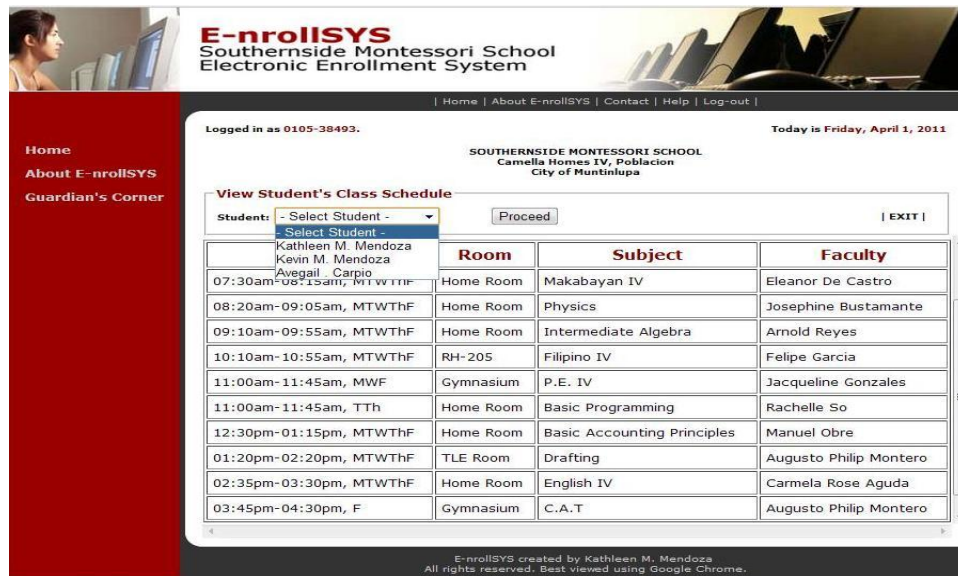 E-nrollSYS
Southernside Montessori School
Electronic Enrollment System
| Home | About E-nrollSYS | Contact | Help | Log-out |
Home
About E-nrollSYS
Guardian's Corner
Logged in as 0105-38493.
Today is Friday, April 1, 2011
SOUTHERNSIDE MONTESSORI SCHOOL
Camella Homes IV, Poblacion
City of Muntinlupa
View Student's Class Schedule
Student: - Select Student - Proceed | EXIT |
- Select Student -
Kathleen M. Mendoza
Kevin M. Mendoza
Avegail . Carpio
Room Subject Faculty
07:30am-08:15am, MTWThF Home Room Makabayan IV Eleanor De Castro
08:20am-09:05am, MTWThF Home Room Physics Josephine Bustamante
09:10am-09:55am, MTWThF Home Room Intermediate Algebra Arnold Reyes
10:10am-10:55am, MTWThF RH-205 Filipino IV Felipe Garcia
11:00am-11:45am, MWF Gymnasium P.E. IV Jacqueline Gonzales
11:00am-11:45am, TTh Home Room Basic Programming Rachelle So
12:30pm-01:15pm, MTWThF Home Room Basic Accounting Principles Manuel Obre
01:20pm-02:20pm, MTWThF TLE Room Drafting Augusto Philip Montero
02:35pm-03:30pm, MTWThF Home Room English IV Carmela Rose Aguda
03:45pm-04:30pm, F Gymnasium C.A.T Augusto Philip Montero
E-nrollSYS created by Kathleen M. Mendoza
All rights reserved. Best viewed using Google Chrome.